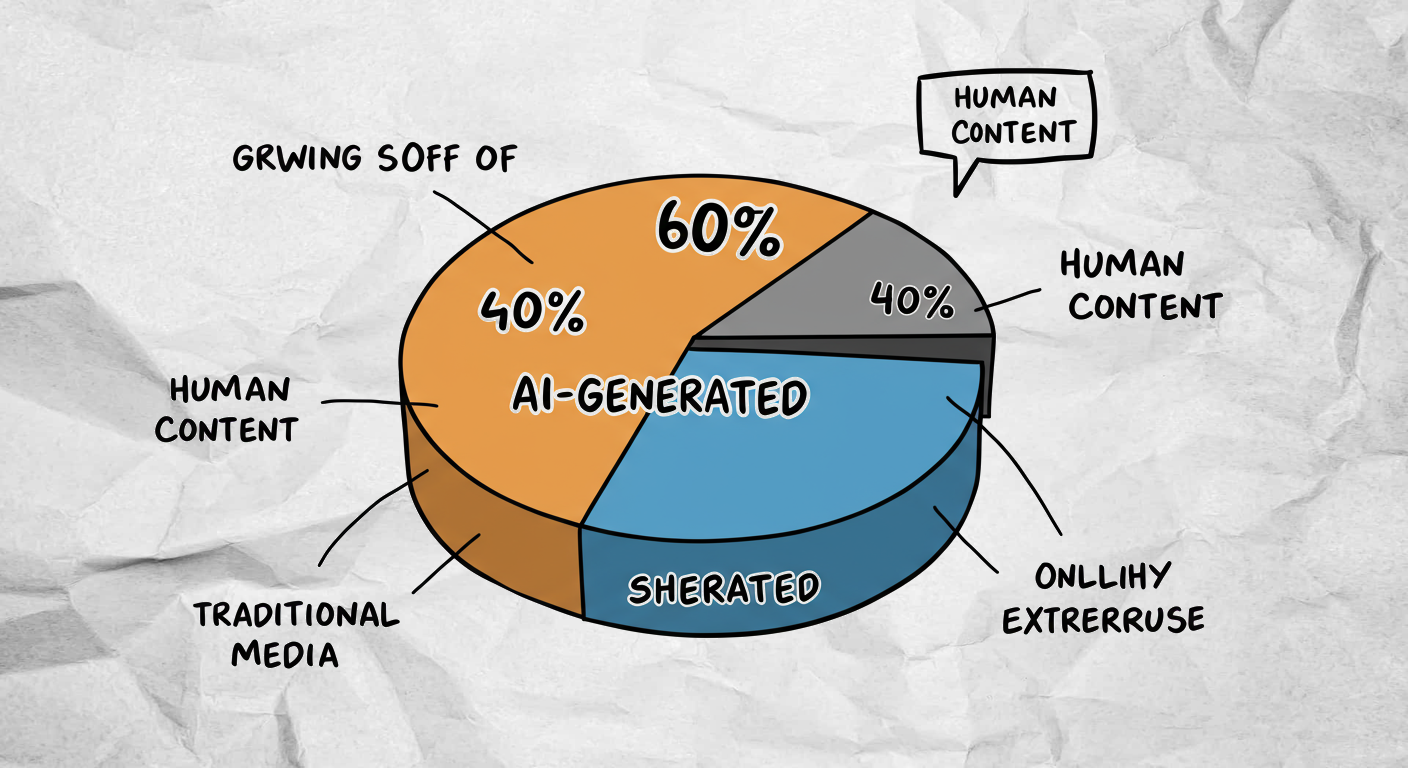 HUMAN
CONTENT
GRWING SOFF OF
60%
40%
40%
HUMAN
CONTENT
AI-GENERATED
HUMAN
CONTENT
SHERATED
TRADITIONAL
MEDIA
ONLLIHY
EXTRERRUSE